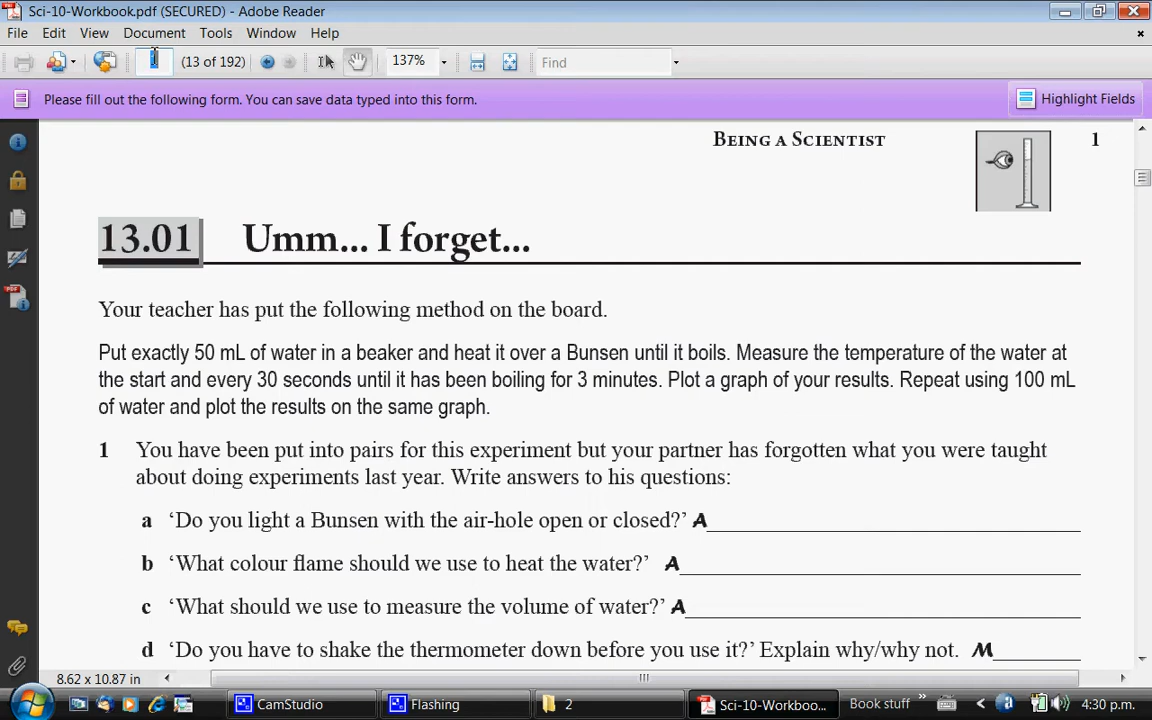 Sci-10-Workbook.pdf (SECURED) - Adobe Reader
File Edit View Document Tools Window Help
(13 of 192) 137% Find
Please fill out the following form. You can save data typed into this form. Highlight Fields
BEING A SCIENTIST 1
13.01 Umm... I forget...
Your teacher has put the following method on the board.
Put exactly 50 mL of water in a beaker and heat it over a Bunsen until it boils. Measure the temperature of the water at
the start and every 30 seconds until it has been boiling for 3 minutes. Plot a graph of your results. Repeat using 100 mL
of water and plot the results on the same graph.
1 You have been put into pairs for this experiment but your partner has forgotten what you were taught
about doing experiments last year. Write answers to his questions:
a ‘Do you light a Bunsen with the air-hole open or closed?’ A
b ‘What colour flame should we use to heat the water?’ A
c ‘What should we use to measure the volume of water?’ A
d ‘Do you have to shake the thermometer down before you use it?’ Explain why/why not. M
8.62 x 10.87 in
CamStudio Flashing 2 Sci-10-Workboo... Book stuff 4:30 p.m.